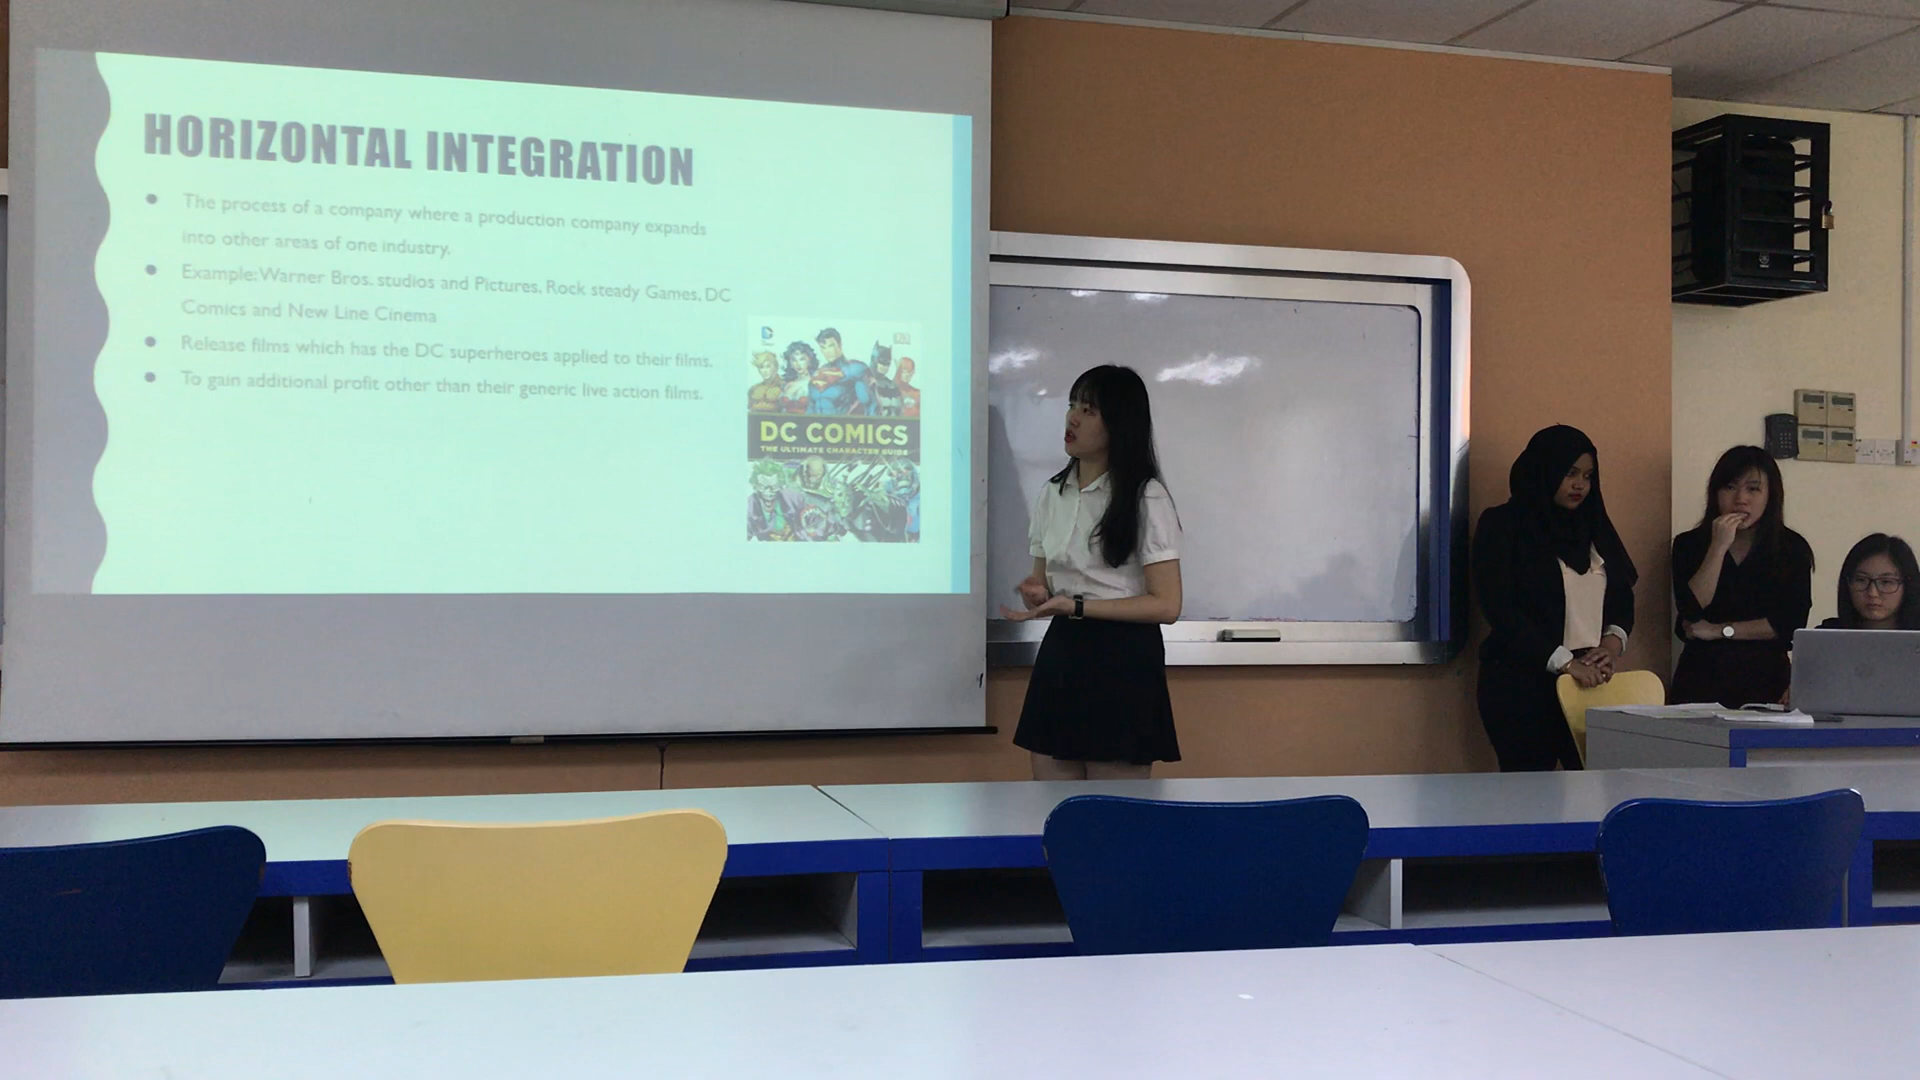 HORIZONTAL INTEGRATION
● The process of a company where a production company expands
into other areas of one industry.
● Example: Warner Bros. studios and Pictures, Rock steady Games, DC
Comics and New Line Cinema
● Release films which has the DC superheroes applied to their films.
● To gain additional profit other than their generic live action films.
DC COMICS
THE ULTIMATE CHARACTER GUIDE